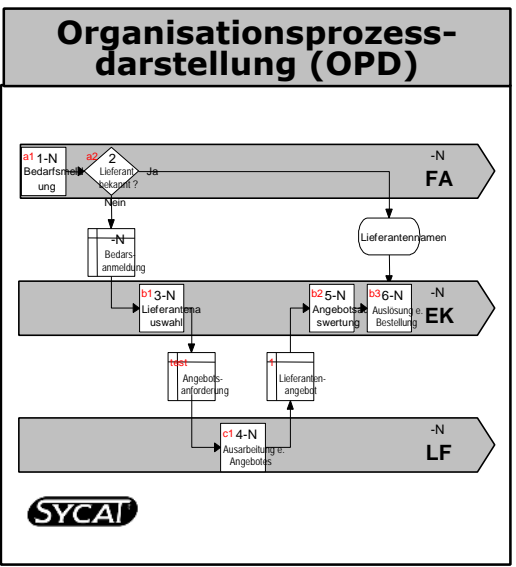 Organisationsprozess-
darstellung (OPD)
a1 1-N
Bedarfsmeld
ung
a2 2
Lieferant
bekannt ?
Ja
Nein
-N
FA
-N
Bedars-
anmeldung
Lieferantennamen
b1 3-N
Lieferantena
uswahl
b2 5-N
Angebotsau
swertung
b3 6-N
Auslösung e.
Bestellung
-N
EK
test
Angebots-
anforderung
1
Lieferanten-
angebot
c1 4-N
Ausarbeitung e.
Angebotes
-N
LF
SYCAT